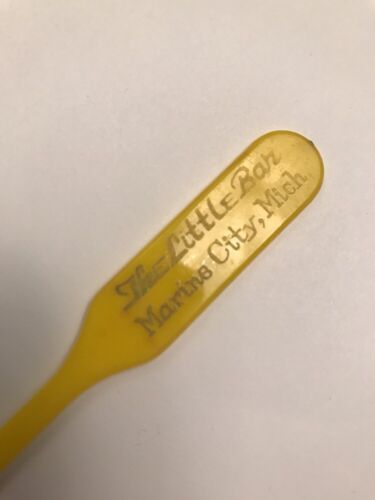 The Little Bar
Marine City, Mich